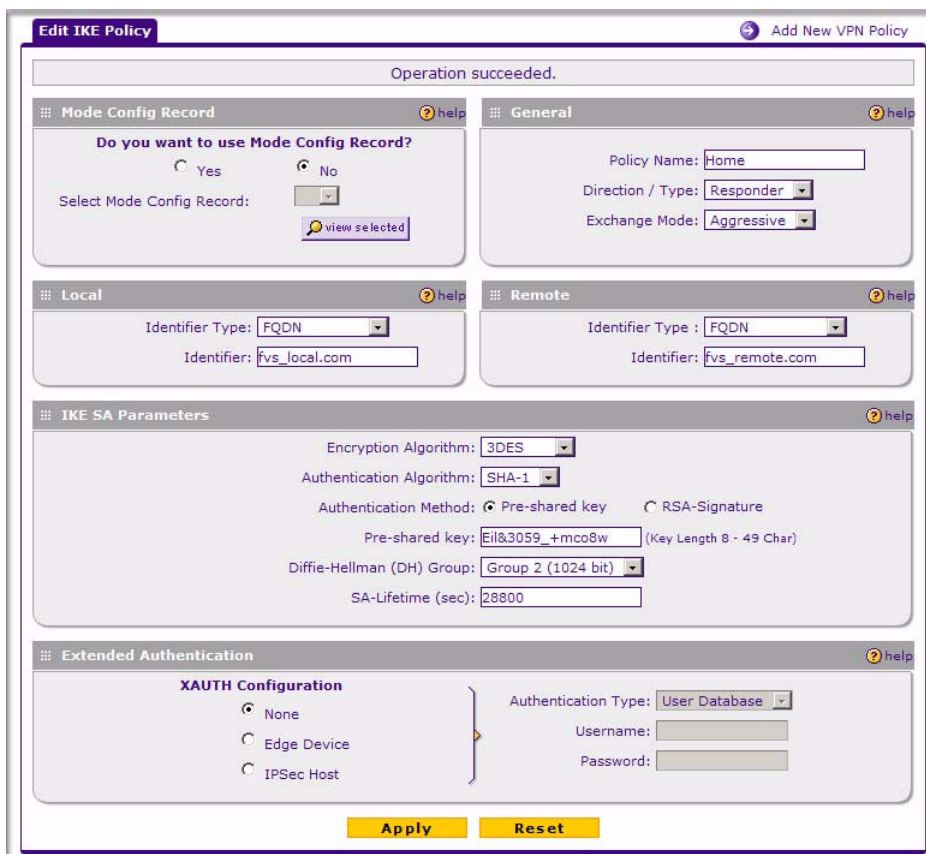 Edit IKE Policy
Add New VPN Policy
Operation succeeded.
Mode Config Record
help
Do you want to use Mode Config Record?
Yes
No
Select Mode Config Record:
view selected
General
help
Policy Name: Home
Direction / Type: Responder
Exchange Mode: Aggressive
Local
help
Identifier Type: FQDN
Identifier: fvs_local.com
Remote
help
Identifier Type : FQDN
Identifier: fvs_remote.com
IKE SA Parameters
help
Encryption Algorithm: 3DES
Authentication Algorithm: SHA-1
Authentication Method: Pre-shared key RSA-Signature
Pre-shared key: Eil&3059_+mco8w (Key Length 8 - 49 Char)
Diffie-Hellman (DH) Group: Group 2 (1024 bit)
SA-Lifetime (sec): 28800
Extended Authentication
help
XAUTH Configuration
None
Edge Device
IPSec Host
Authentication Type: User Database
Username:
Password:
Apply
Reset